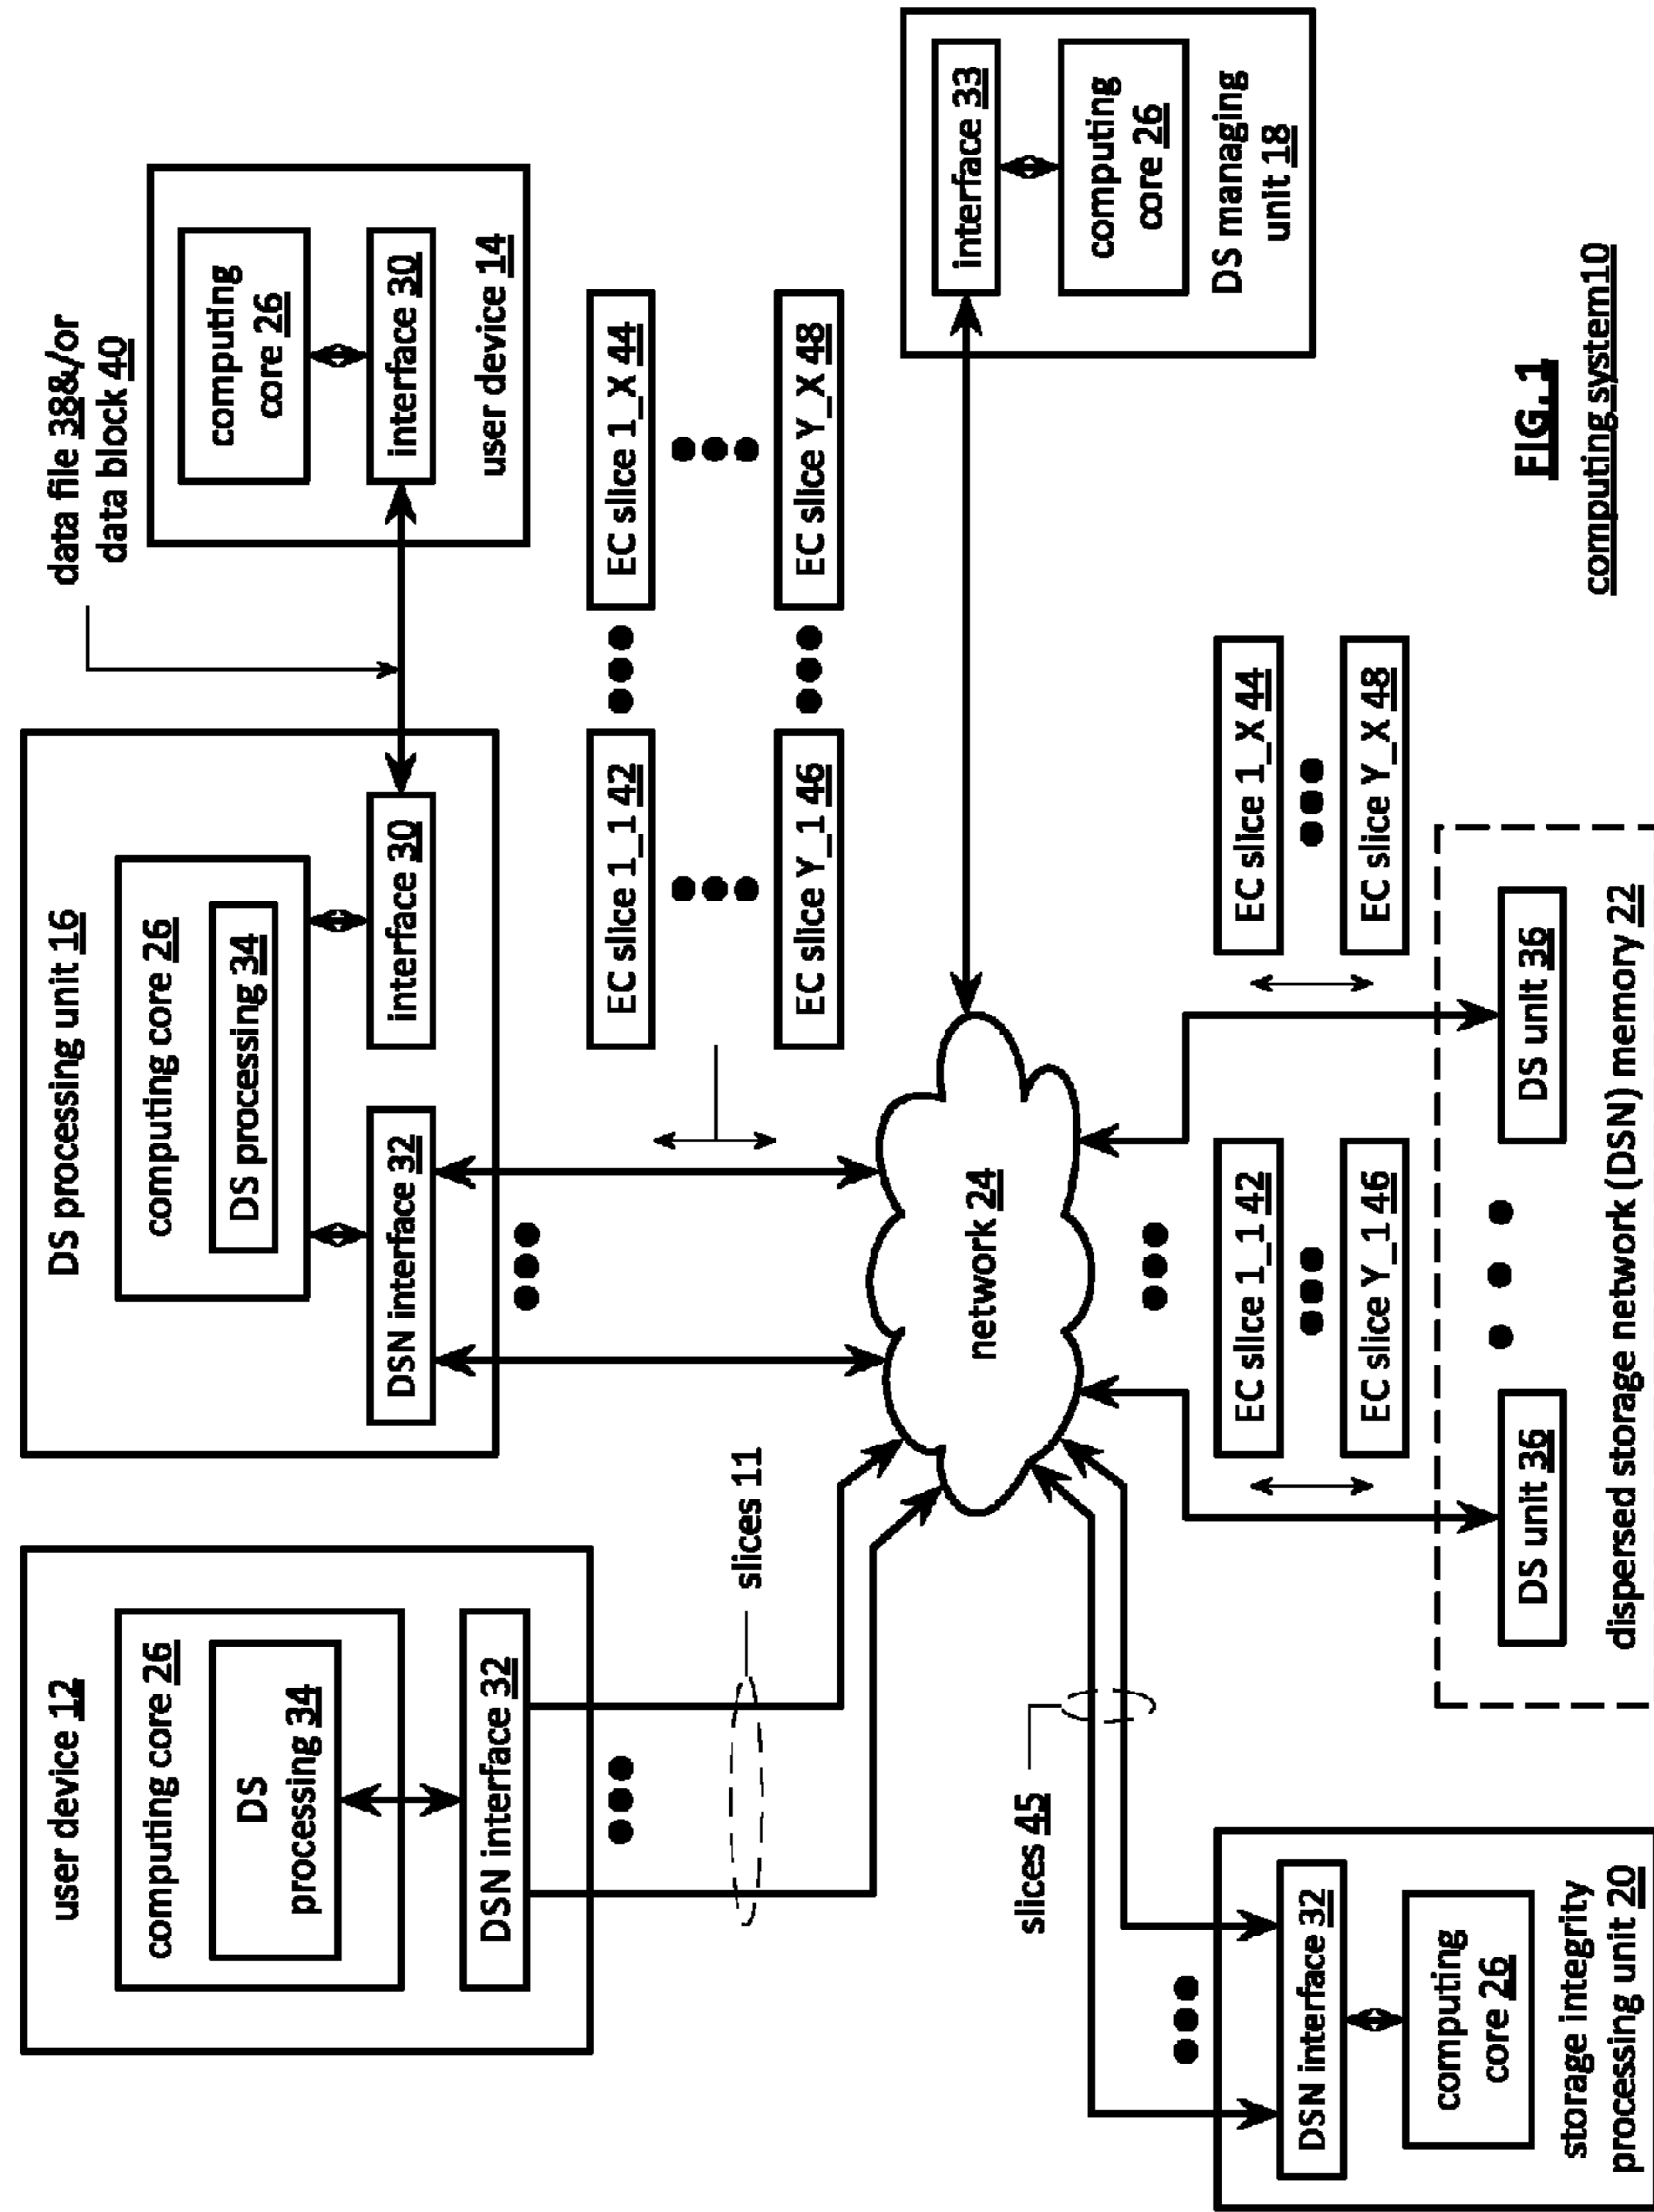 user device 12
computing core 26
DS
processing 34
DSN interface 32
slices 11
DS processing unit 16
computing core 26
DS processing 34
DSN interface 32
interface 30
data file 38&/or
data block 40
computing
core 26
interface 30
user device 14
EC slice 1_1 42
EC slice 1_X 44
EC slice Y_1 46
EC slice Y_X 48
network 24
interface 33
computing
core 26
DS managing
unit 18
slices 45
DSN interface 32
computing
core 26
storage integrity
processing unit 20
EC slice 1_1 42
EC slice Y_1 46
EC slice 1_X 44
EC slice Y_X 48
DS unit 36
DS unit 36
dispersed storage network (DSN) memory 22
FIG. 1
computing system10